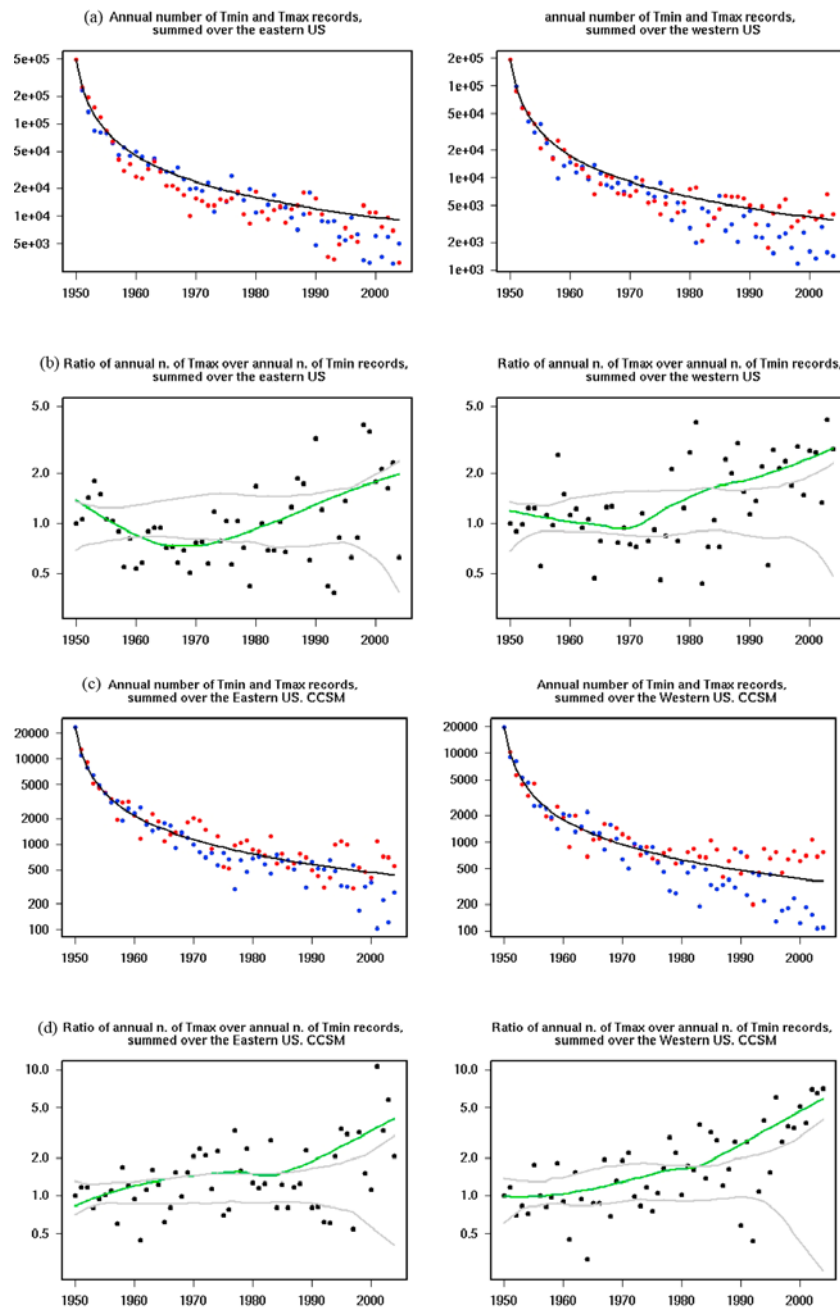 (a) Annual number of Tmin and Tmax records,
summed over the eastern US
5e+05
2e+05
1e+05
5e+04
2e+04
1e+04
5e+03
1950 1960 1970 1980 1990 2000
annual number of Tmin and Tmax records,
summed over the western US
2e+05
1e+05
5e+04
2e+04
1e+04
5e+03
2e+03
1e+03
1950 1960 1970 1980 1990 2000
(b) Ratio of annual n. of Tmax over annual n. of Tmin records,
summed over the eastern US
5.0
2.0
1.0
0.5
1950 1960 1970 1980 1990 2000
Ratio of annual n. of Tmax over annual n. of Tmin records,
summed over the western US
5.0
2.0
1.0
0.5
1950 1960 1970 1980 1990 2000
(c) Annual number of Tmin and Tmax records,
summed over the Eastern US. CCSM
20000
10000
5000
2000
1000
500
200
100
1950 1960 1970 1980 1990 2000
Annual number of Tmin and Tmax records,
summed over the Western US. CCSM
20000
10000
5000
2000
1000
500
200
100
1950 1960 1970 1980 1990 2000
(d) Ratio of annual n. of Tmax over annual n. of Tmin records,
summed over the Eastern US. CCSM
10.0
5.0
2.0
1.0
0.5
1950 1960 1970 1980 1990 2000
Ratio of annual n. of Tmax over annual n. of Tmin records,
summed over the Western US. CCSM
10.0
5.0
2.0
1.0
0.5
1950 1960 1970 1980 1990 2000